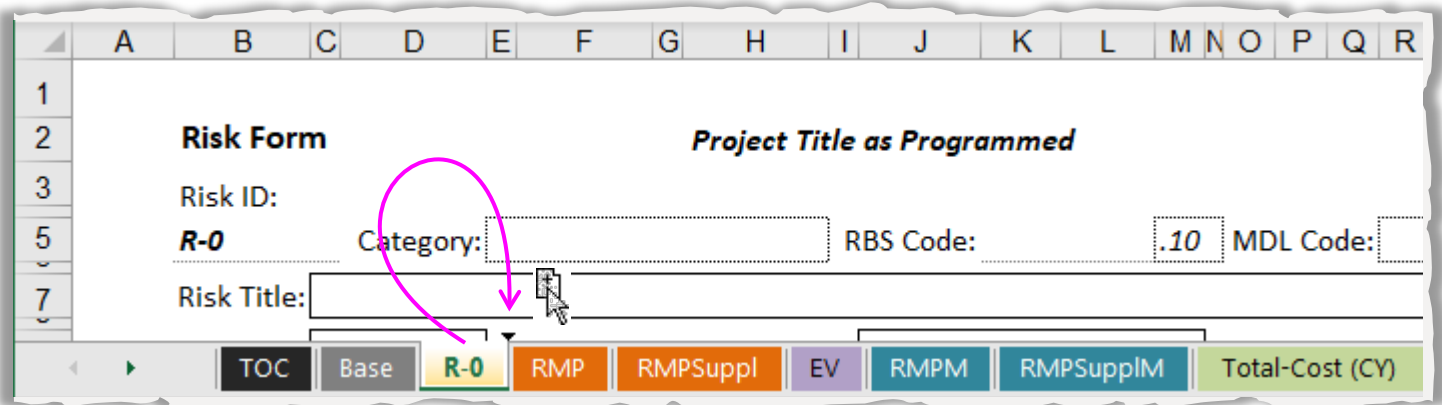 A B C D E F G H I J K L M N O P Q R
1
2 Risk Form Project Title as Programmed
3 Risk ID:
5 R-0 Category: RBS Code: .10 MDL Code:
7 Risk Title:
TOC Base R-0 RMP RMPSuppl EV RMPM RMPSupplM Total-Cost (CY)